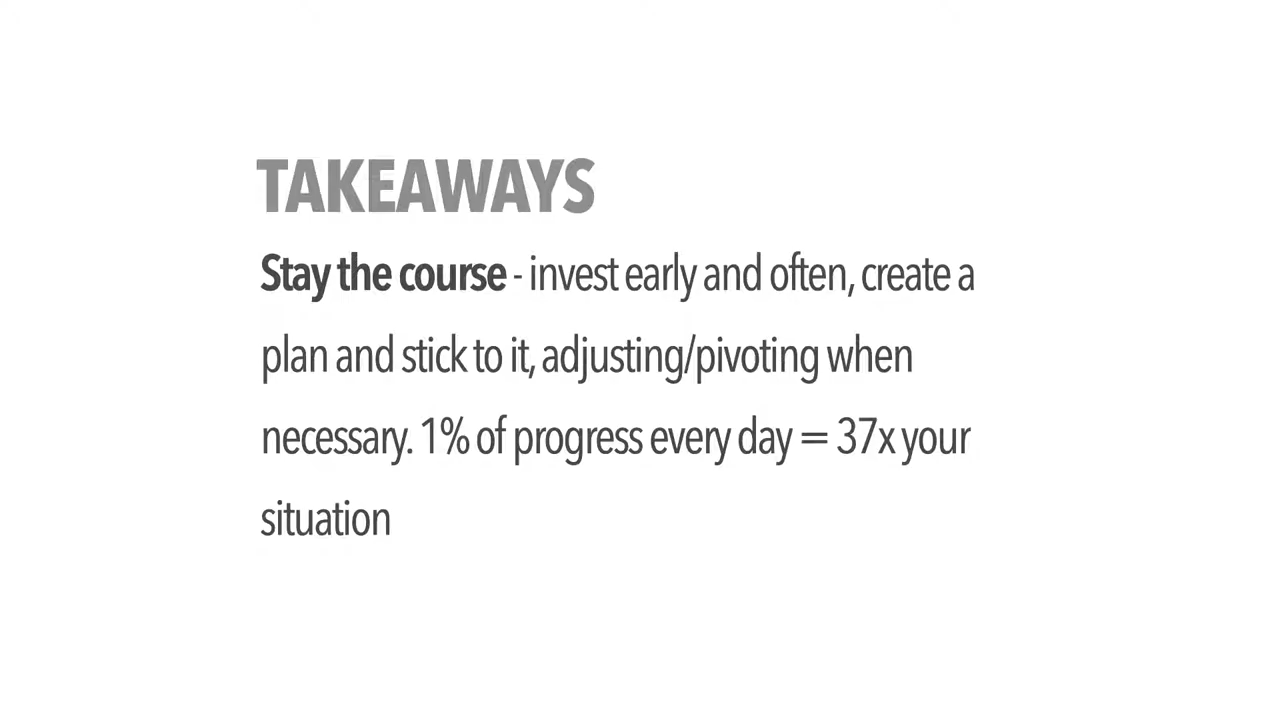 TAKEAWAYS
Stay the course - invest early and often, create a
plan and stick to it, adjusting/pivoting when
necessary. 1% of progress every day = 37x your
situation